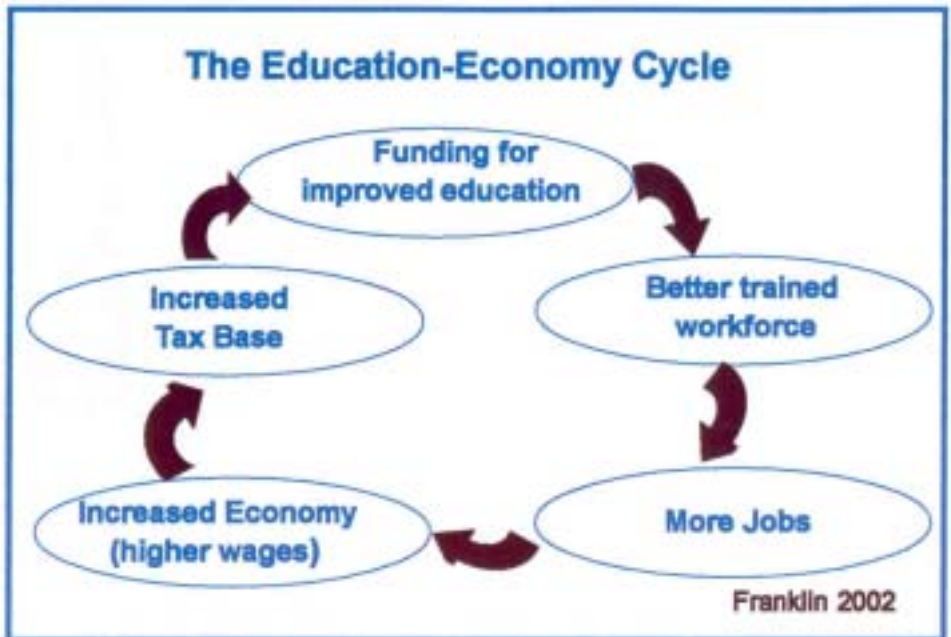 The Education-Economy Cycle
Funding for
improved education
Better trained
workforce
More Jobs
Increased Economy
(higher wages)
Increased
Tax Base
Franklin 2002